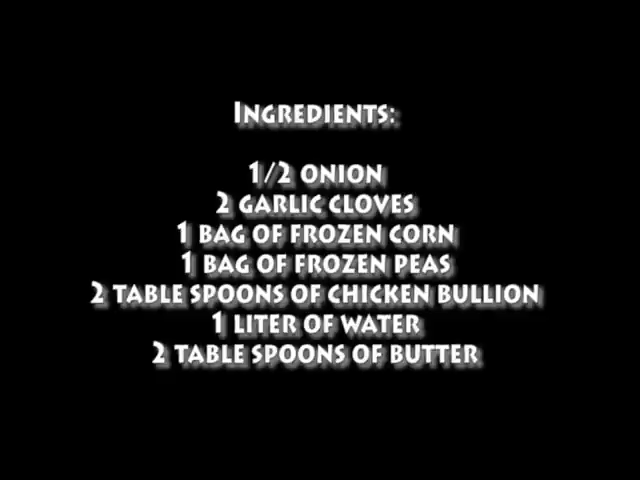 Ingredients:
1/2 onion
2 garlic cloves
1 bag of frozen corn
1 bag of frozen peas
2 table spoons of chicken bullion
1 liter of water
2 table spoons of butter